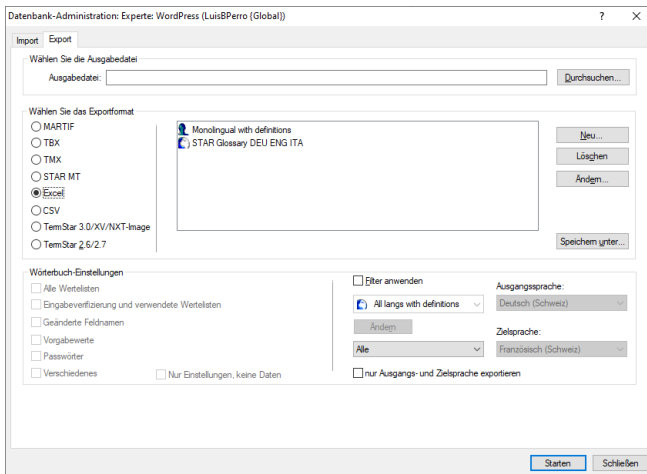 Datenbank-Administration: Experte: WordPress (LuisBPerro (Global))
Import Export
Wählen Sie die Ausgabedatei
Ausgabedatei:
Durchsuchen...
Wählen Sie das Exportformat
MARTIF
TBX
TMX
STAR MT
Excel
CSV
TermStar 3.0/XV/NXT-Image
TermStar 2.6/2.7
Monolingual with definitions
STAR Glossary DEU ENG ITA
Neu...
Löschen
Ändern...
Speichern unter...
Wörterbuch-Einstellungen
Alle Wertelisten
Eingabeverifizierung und verwendete Wertelisten
Geänderte Feldnamen
Vorgabewerte
Passwörter
Verschiedenes
Nur Einstellungen, keine Daten
Filter anwenden
All langs with definitions
Ändern
Alle
nur Ausgangs- und Zielsprache exportieren
Ausgangssprache:
Deutsch (Schweiz)
Zielsprache:
Französisch (Schweiz)
Starten
Schließen